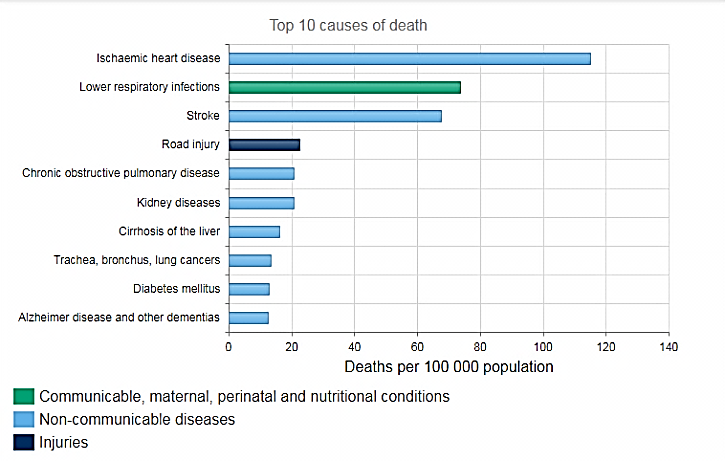 Top 10 causes of death
Ischaemic heart disease
Lower respiratory infections
Stroke
Road injury
Chronic obstructive pulmonary disease
Kidney diseases
Cirrhosis of the liver
Trachea, bronchus, lung cancers
Diabetes mellitus
Alzheimer disease and other dementias
0 20 40 60 80 100 120 140
Deaths per 100 000 population
Communicable, maternal, perinatal and nutritional conditions
Non-communicable diseases
Injuries